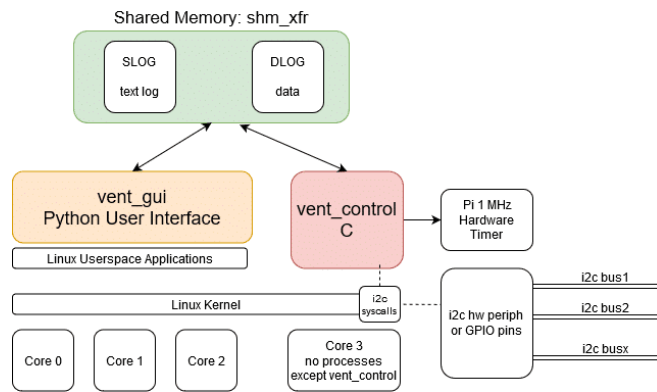 Shared Memory: shm_xfr
SLOG
text log
DLOG
data
vent_gui
Python User Interface
vent_control
C
Pi 1 MHz
Hardware
Timer
Linux Userspace Applications
Linux Kernel
i2c
syscalls
i2c hw periph
or GPIO pins
i2c bus1
i2c bus2
i2c busx
Core 0
Core 1
Core 2
Core 3
no processes
except vent_control